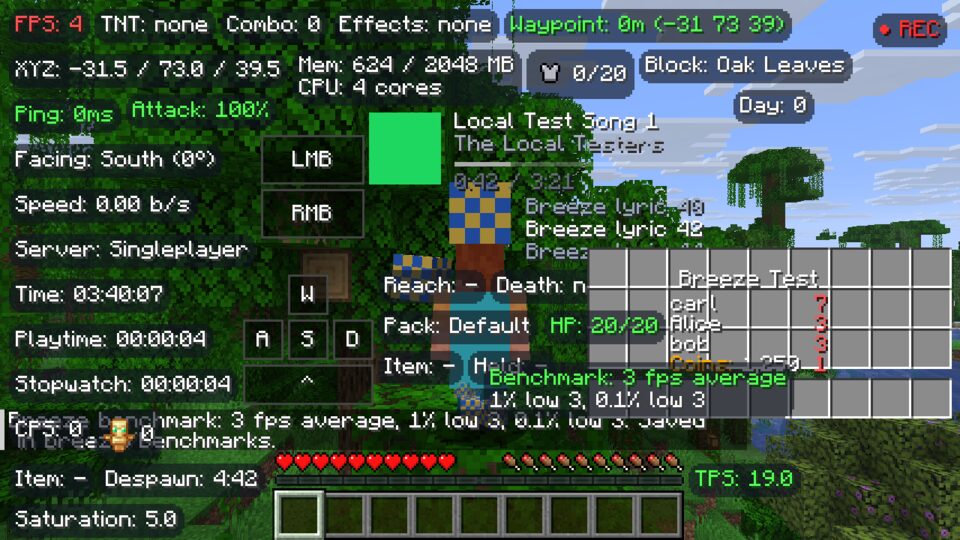 FPS: 4 TNT: none Combo: 0 Effects: none Waypoint: 0m (-31 73 39) REC
XYZ: -31.5 / 73.0 / 39.5 Mem: 624 / 2048 MB 0/20 Block: Oak Leaves
CPU: 4 cores
Ping: 0ms Attack: 100% Day: 0
Local Test Song 1
The Local Testers
Facing: South (0°) LMB
0:42 / 3:21
Speed: 0.00 b/s RMB
Breeze lyric 40
Breeze lyric 42
Server: Singleplayer Breeze lyric
Breeze Test
Time: 03:40:07 W Reach: - Death: n
carl 7
Alice 3
Playtime: 00:00:04 A S D Pack: Default HP: 20/20
bob 3
Coins: 1,250 1
Item: - Held: -
Stopwatch: 00:00:04 ^ Benchmark: 3 fps average
1% low 3, 0.1% low 3
Breeze benchmark: 3 fps average, 1% low 3, 0.1% low 3. Saved
in breeze benchmarks.
CPS: 0 0
Item: - Despawn: 4:42 TPS: 19.0
Saturation: 5.0